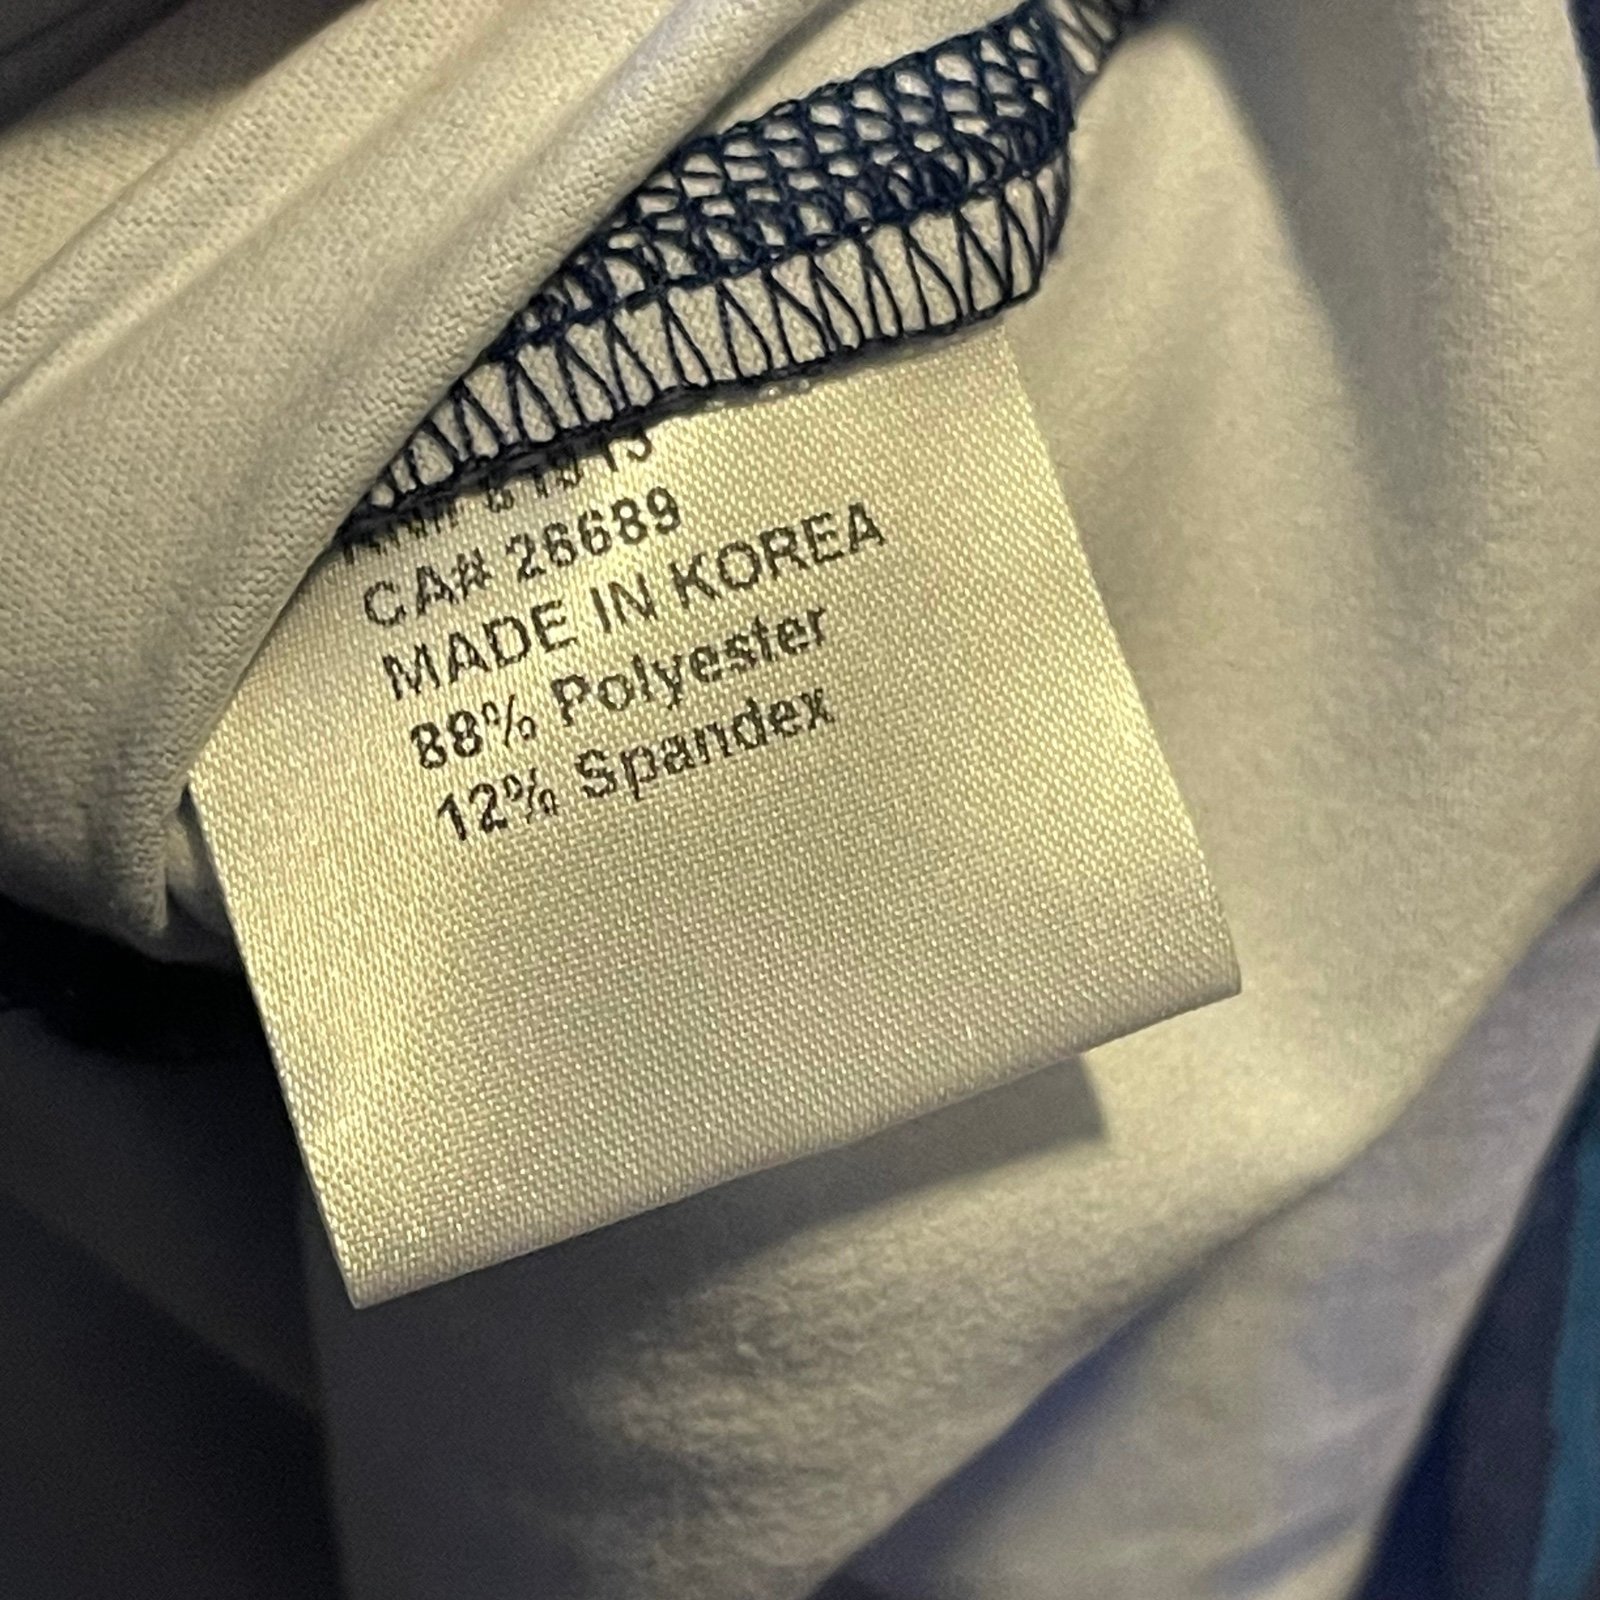 CA# 26689
MADE IN KOREA
88% Polyester
12% Spandex